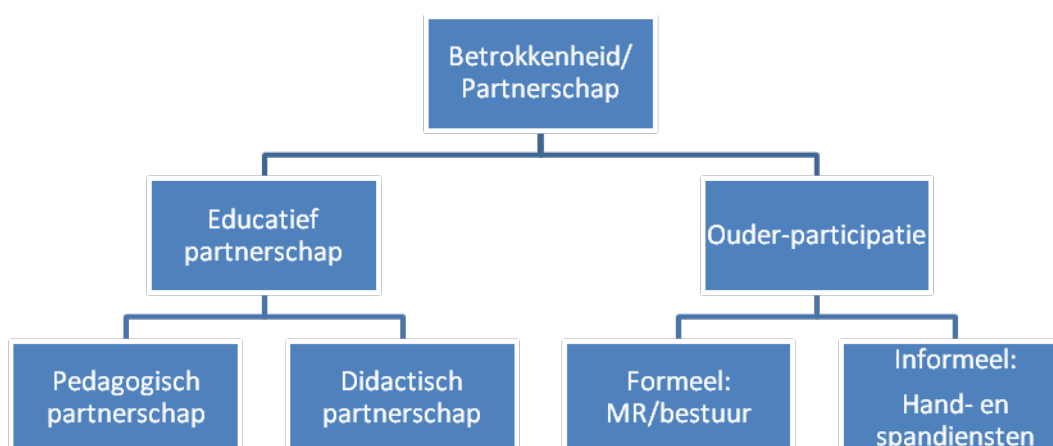 Betrokkenheid/
Partnerschap
Educatief
partnerschap
Ouder-participatie
Pedagogisch
partnerschap
Didactisch
partnerschap
Formeel:
MR/bestuur
Informeel:
Hand- en
spandiensten